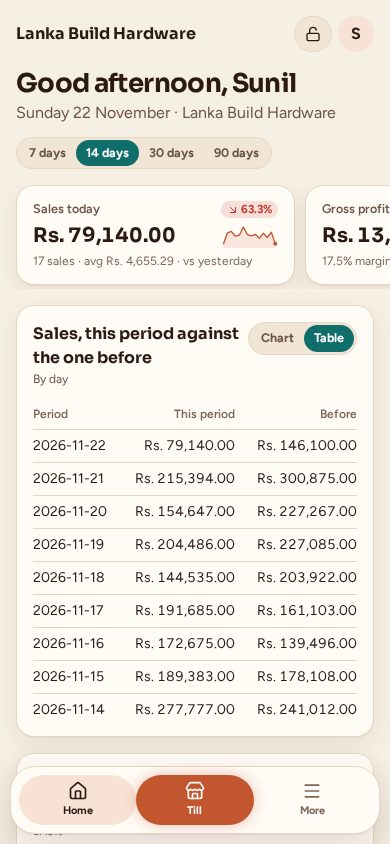 Lanka Build Hardware
S
Good afternoon, Sunil
Sunday 22 November · Lanka Build Hardware
7 days 14 days 30 days 90 days
Sales today
↘ 63.3%
Rs. 79,140.00
17 sales · avg Rs. 4,655.29 · vs yesterday
Gross profit
Rs. 13,
17.5% margin
Sales, this period against
the one before
By day
Chart Table
Period This period Before
2026-11-22 Rs. 79,140.00 Rs. 146,100.00
2026-11-21 Rs. 215,394.00 Rs. 300,875.00
2026-11-20 Rs. 154,647.00 Rs. 227,267.00
2026-11-19 Rs. 204,486.00 Rs. 227,085.00
2026-11-18 Rs. 144,535.00 Rs. 203,922.00
2026-11-17 Rs. 191,685.00 Rs. 161,103.00
2026-11-16 Rs. 172,675.00 Rs. 139,496.00
2026-11-15 Rs. 189,383.00 Rs. 178,108.00
2026-11-14 Rs. 277,777.00 Rs. 241,012.00
Home Till More